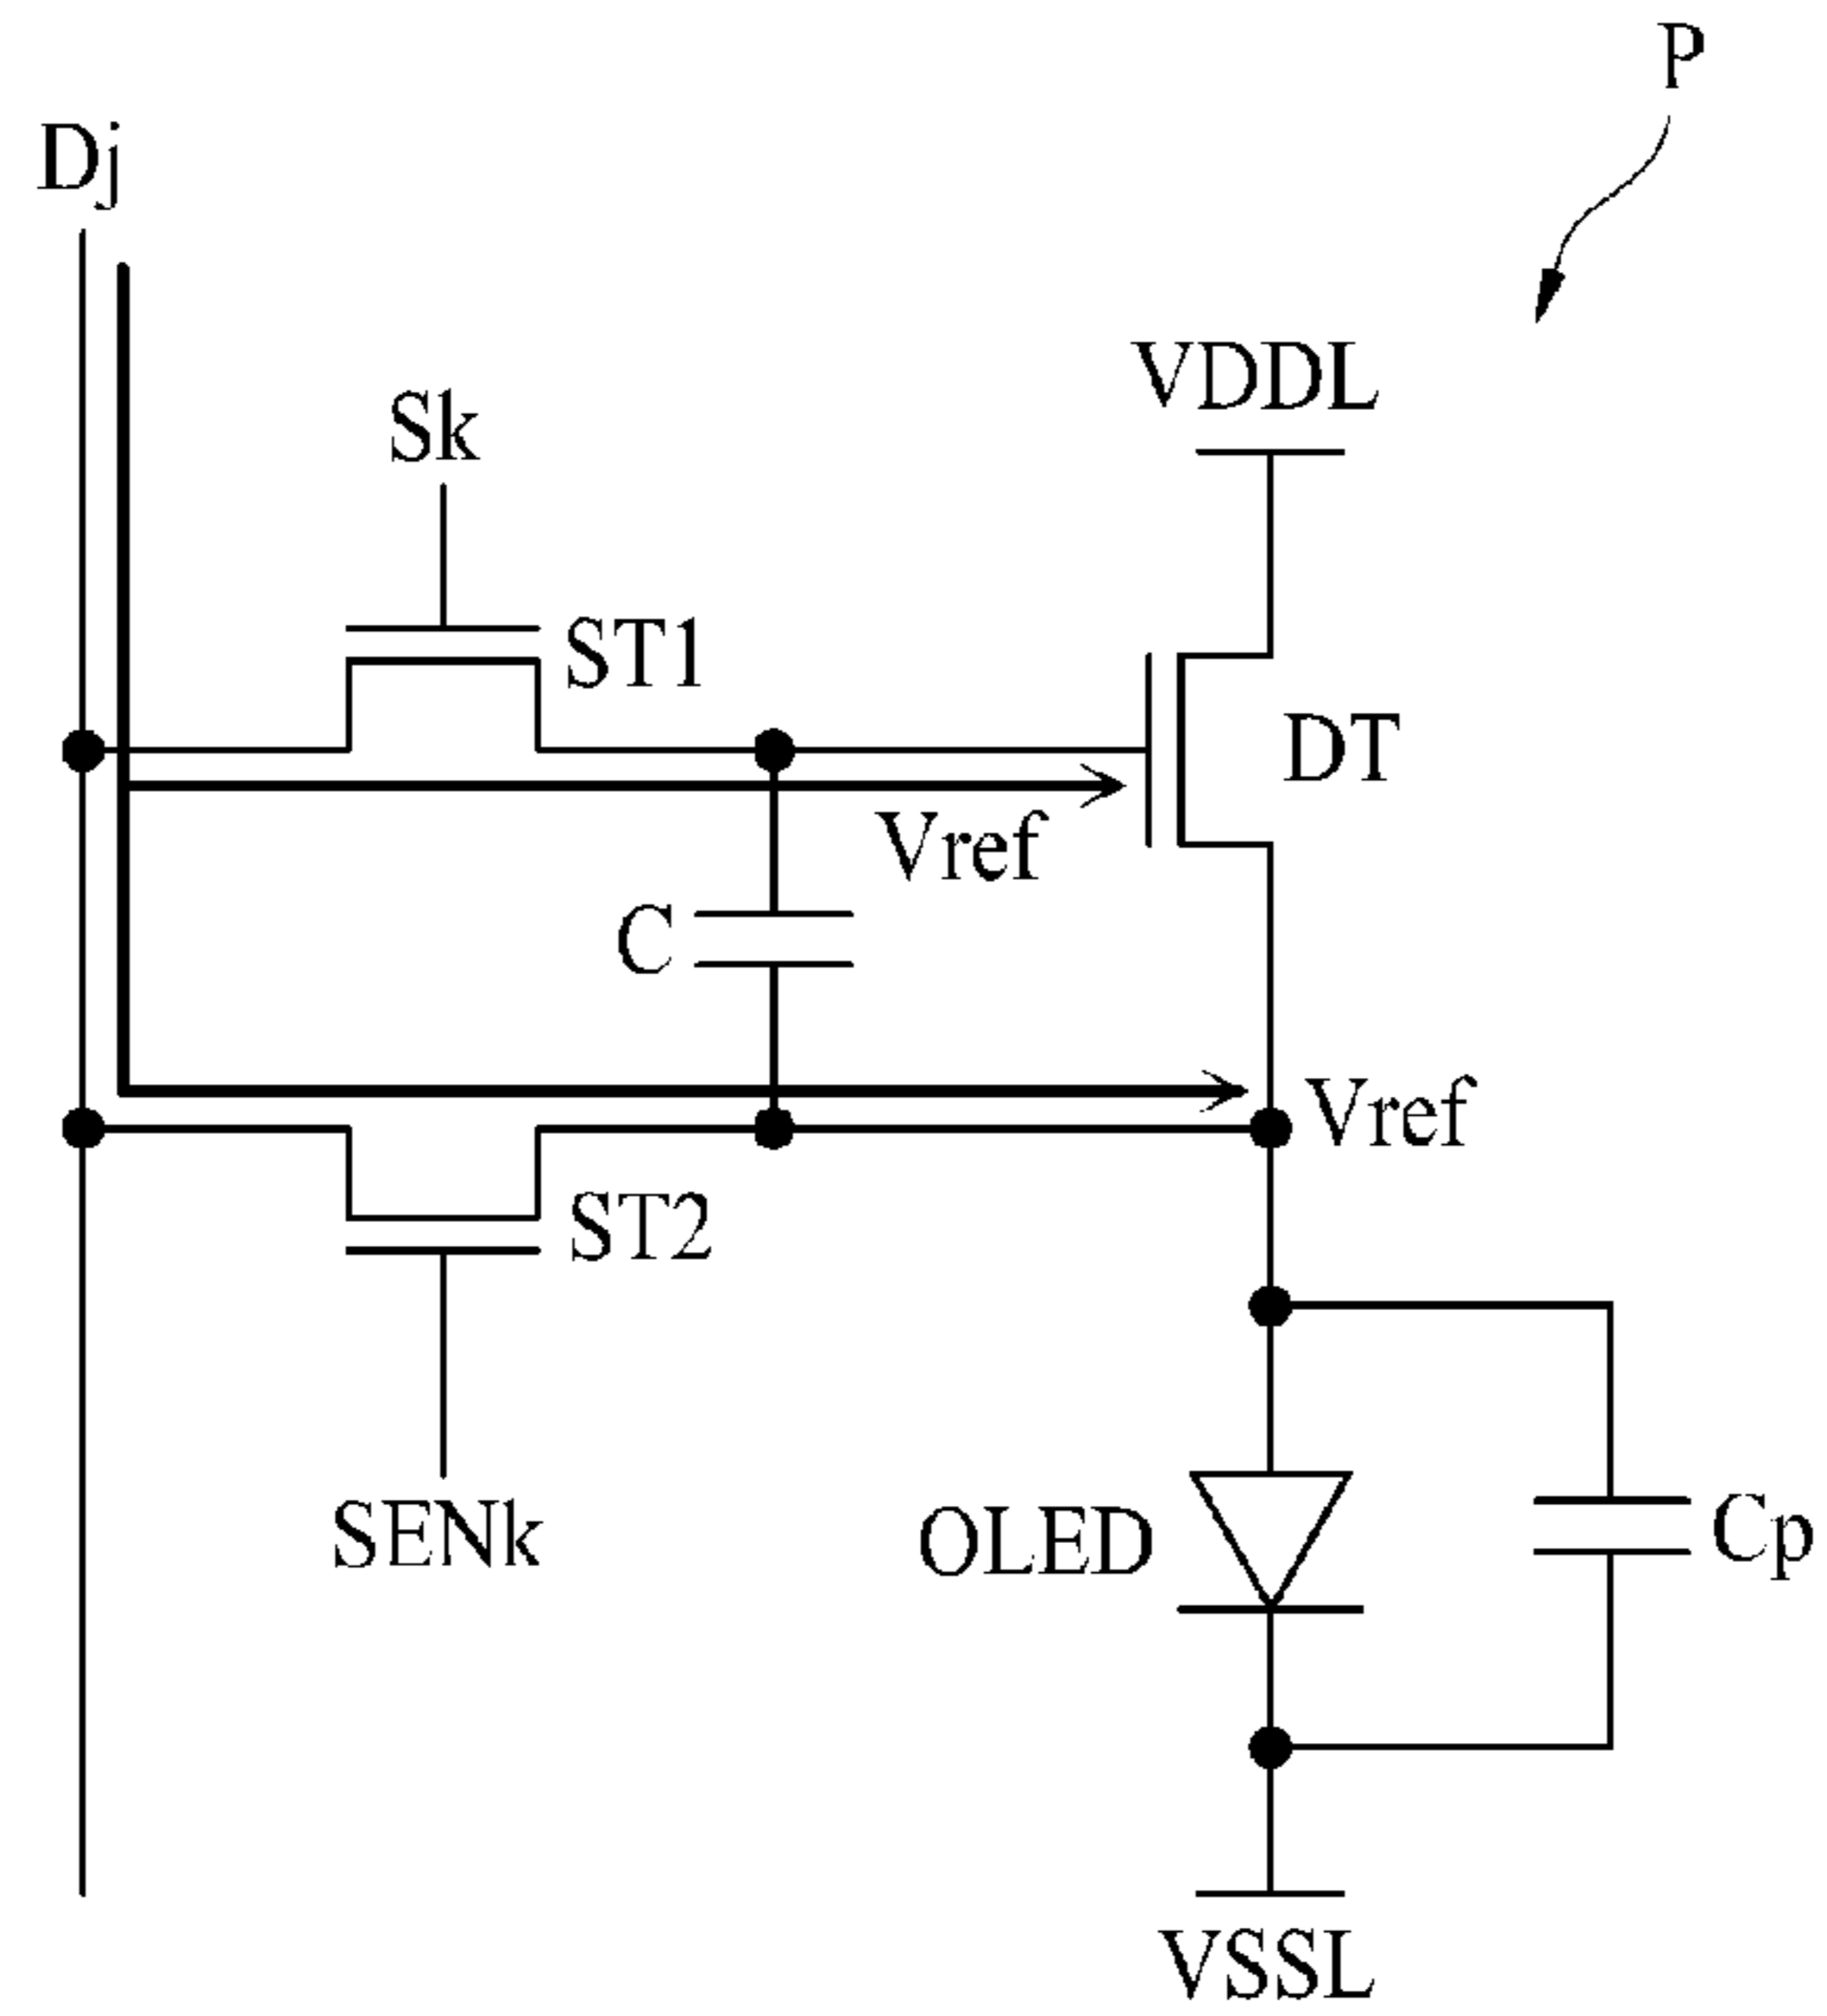 P
Dj
VDDL
Sk
ST1
DT
Vref
C
Vref
ST2
SENk
OLED
Cp
VSSL